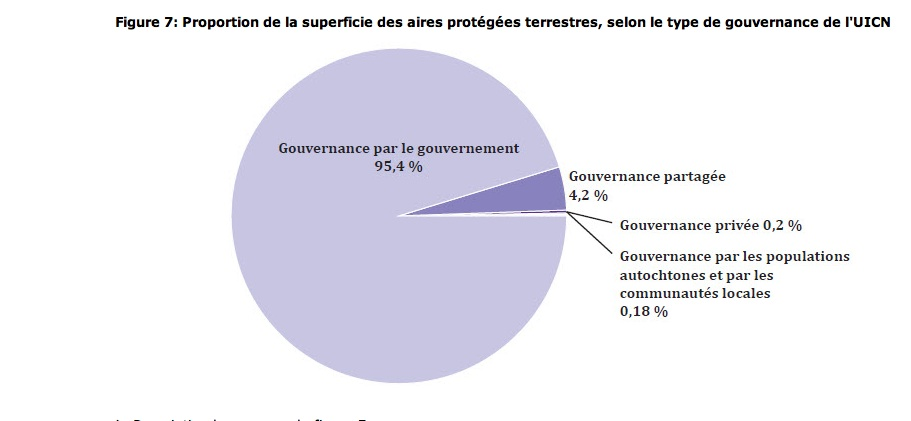 Figure 7: Proportion de la superficie des aires protégées terrestres, selon le type de gouvernance de l'UICN
Gouvernance par le gouvernement
95,4 %
Gouvernance partagée
4,2 %
Gouvernance privée 0,2 %
Gouvernance par les populations
autochtones et par les
communautés locales
0,18 %